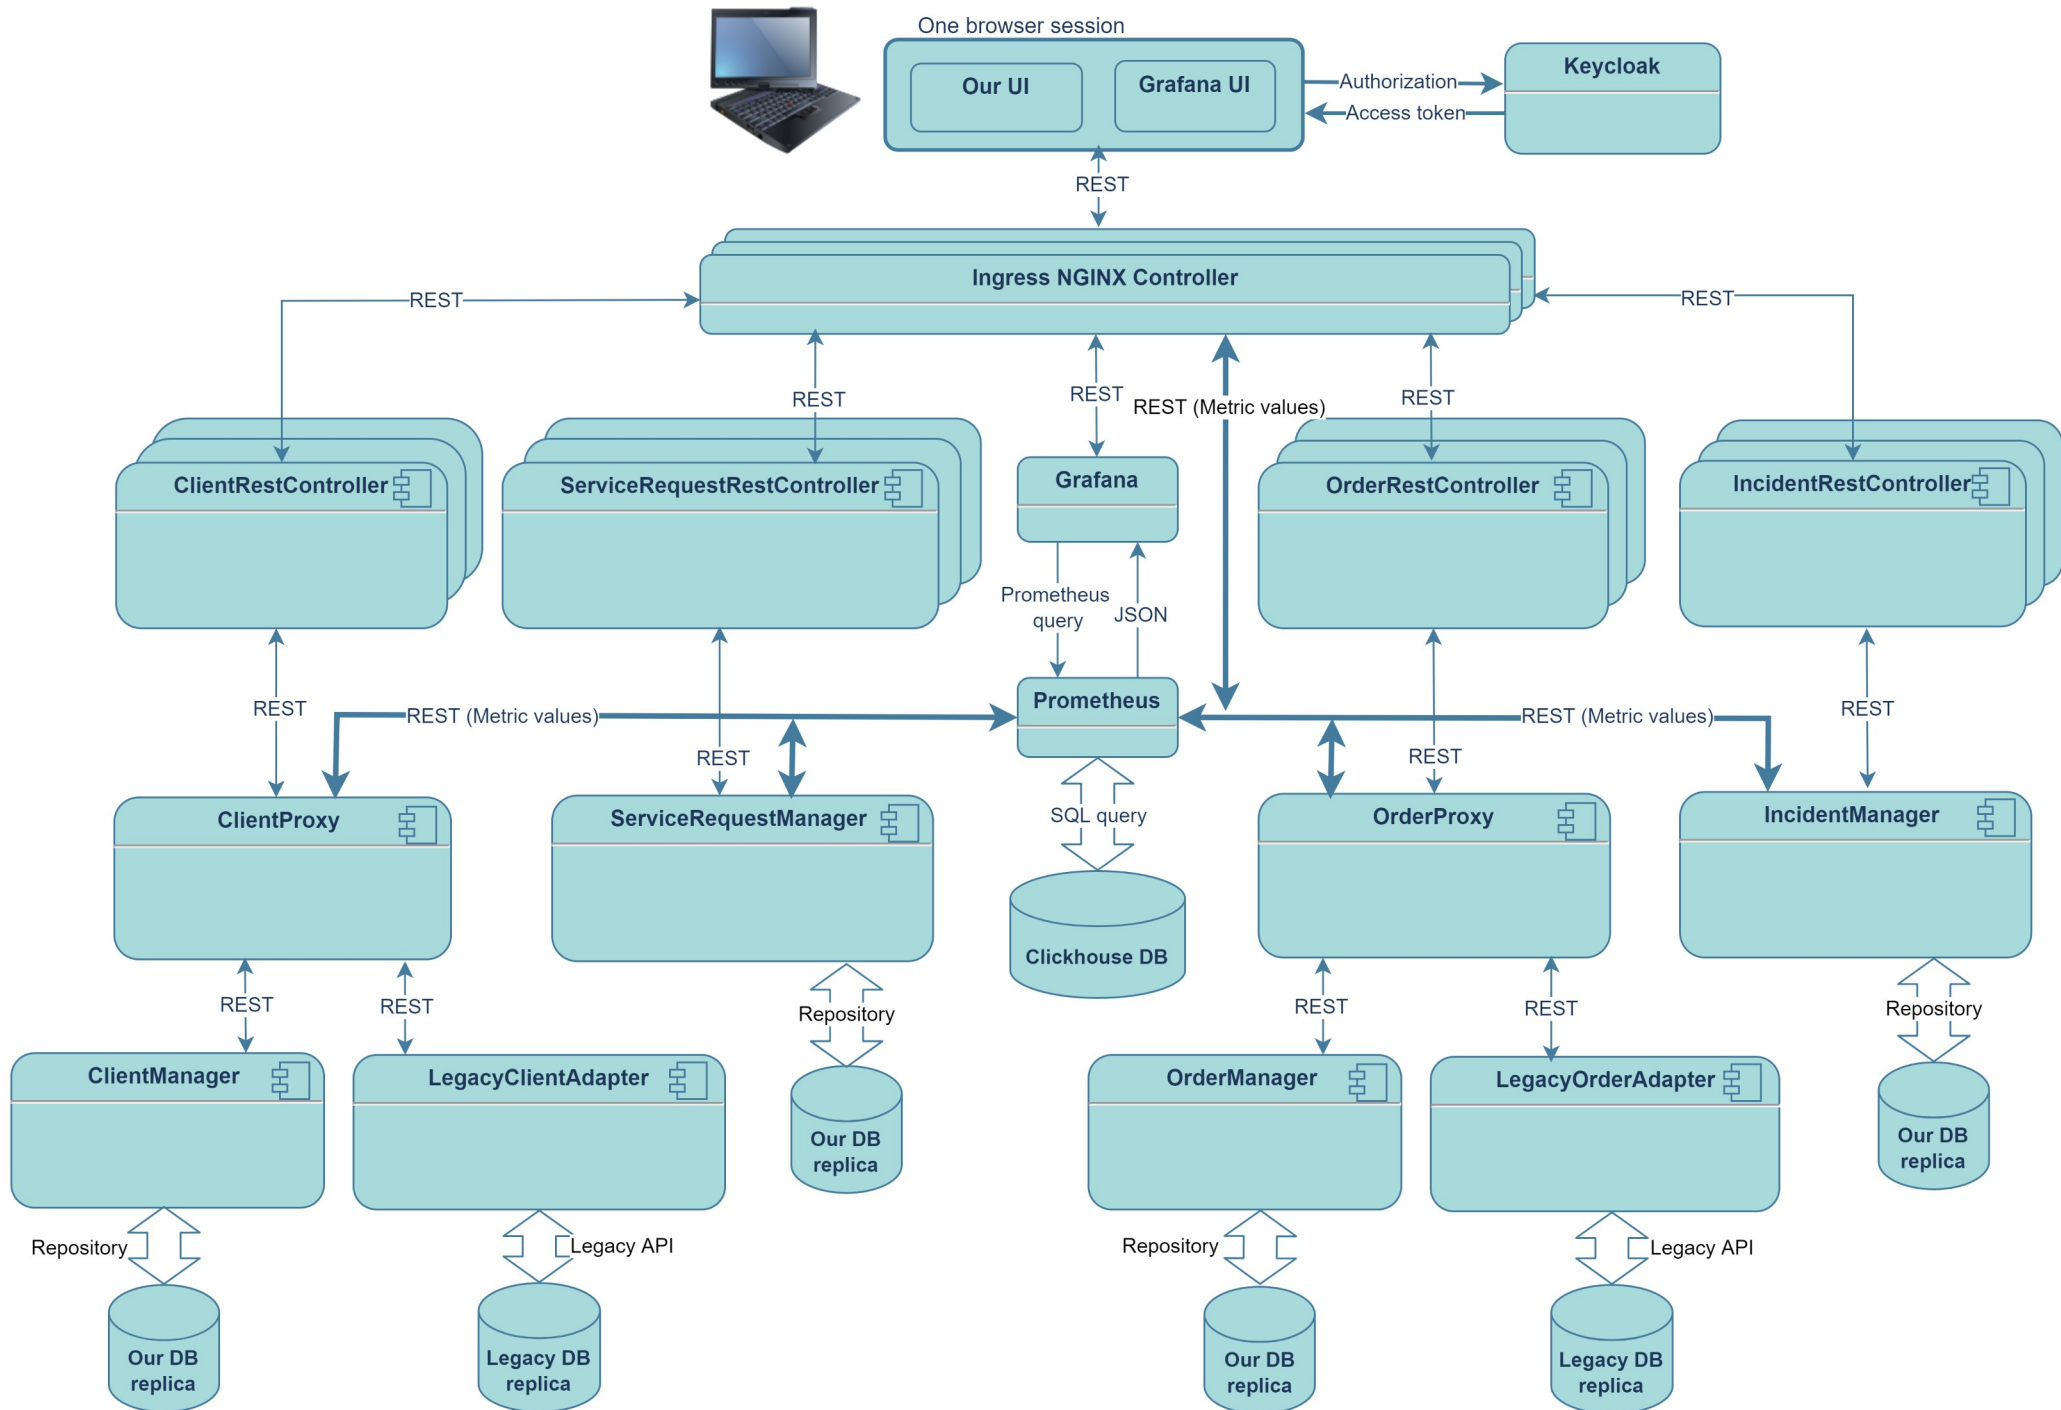 One browser session
Our UI
Grafana UI
Authorization
Access token
Keycloak
REST
Ingress NGINX Controller
REST
REST
REST
REST
REST (Metric values)
REST
ClientRestController
ServiceRequestRestController
Grafana
OrderRestController
IncidentRestController
Prometheus
query
JSON
REST
REST (Metric values)
REST
Prometheus
REST (Metric values)
REST
REST
ClientProxy
ServiceRequestManager
SQL query
OrderProxy
IncidentManager
Clickhouse DB
REST
REST
Repository
REST
REST
Repository
ClientManager
LegacyClientAdapter
Our DB
replica
OrderManager
LegacyOrderAdapter
Our DB
replica
Repository
Legacy API
Repository
Legacy API
Our DB
replica
Legacy DB
replica
Our DB
replica
Legacy DB
replica